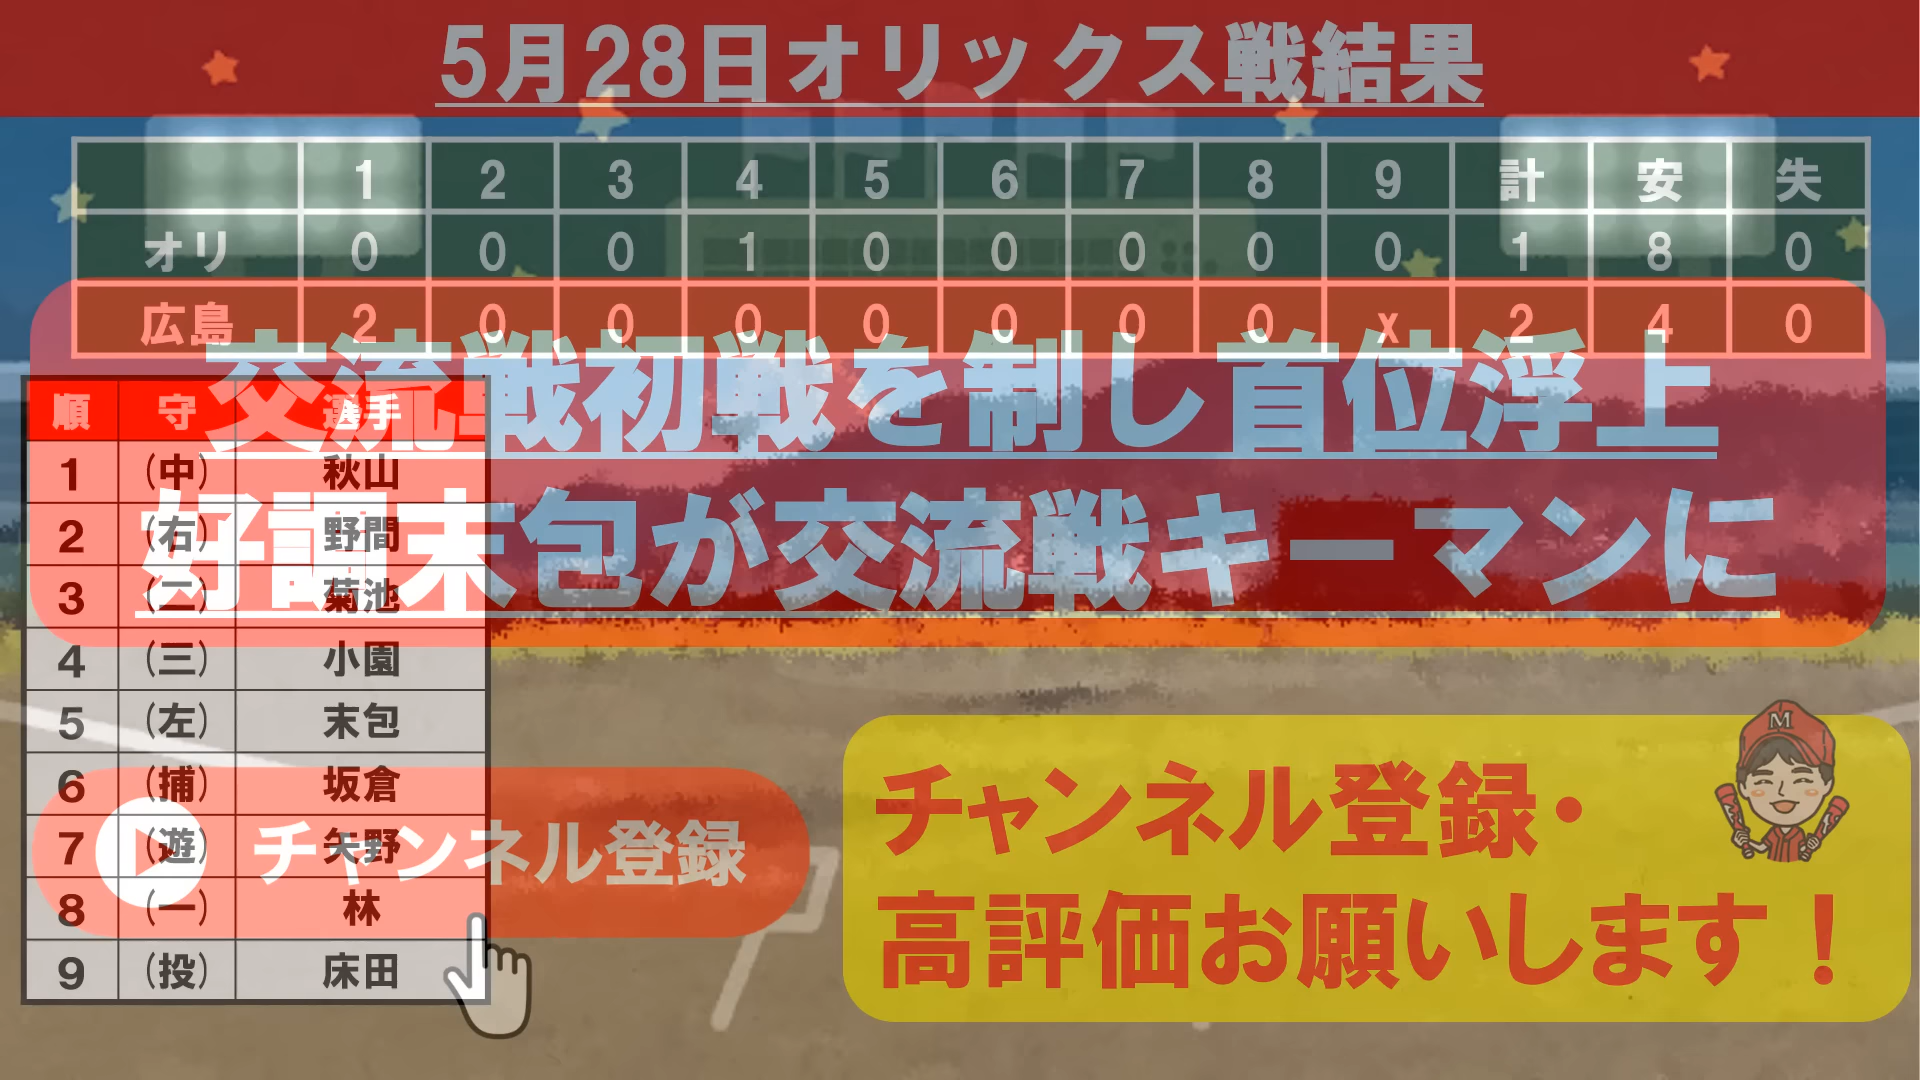 5月28日オリックス戦結果
1 2 3 4 5 6 7 8 9 計 安 失
オリ 0 0 0 1 0 0 0 0 0 1 8 0
広島 2 0 0 0 0 0 0 0 x 2 4 0
交流戦初戦を制し首位浮上
好調末包が交流戦キーマンに
順 守 選手
1 (中) 秋山
2 (右) 野間
3 (二) 菊池
4 (三) 小園
5 (左) 末包
6 (捕) 坂倉
7 (遊) 矢野
8 (一) 林
9 (投) 床田
チャンネル登録
チャンネル登録・
高評価お願いします！
M